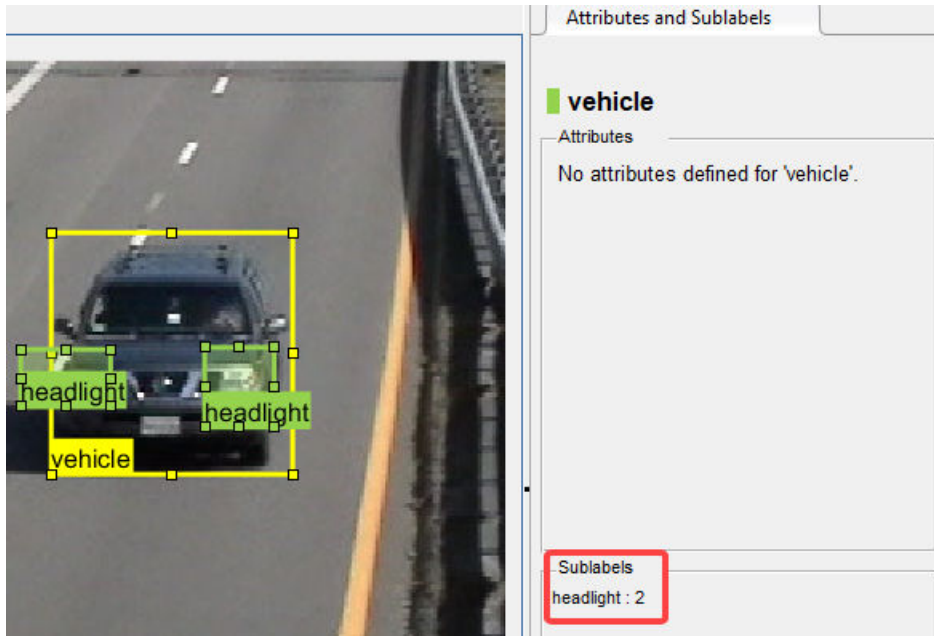 Attributes and Sublabels
vehicle
Attributes
No attributes defined for 'vehicle'.
headlight
headlight
vehicle
Sublabels
headlight : 2